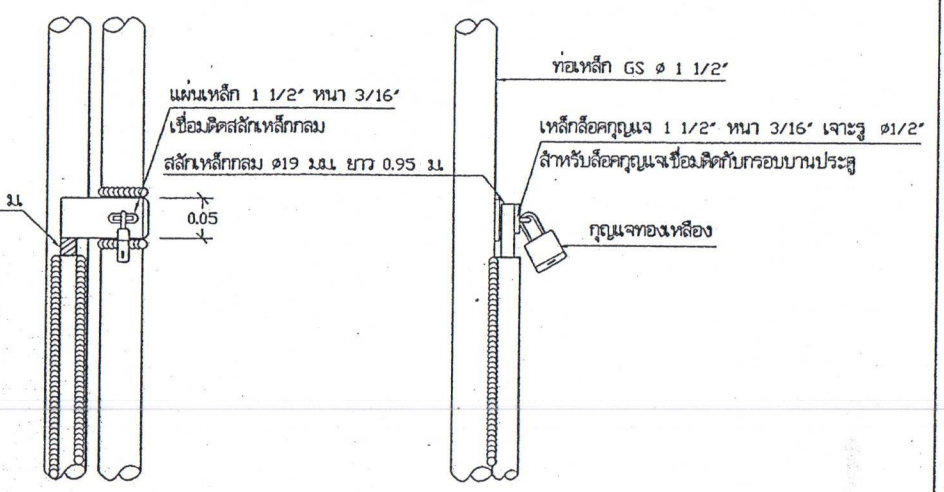 ท่อเหล็ก GS ø 1 1/2"
แผ่นเหล็ก 1 1/2" หนา 3/16"
เชื่อมติดสลักเหล็กกลม
เหล็กล็อคกุญแจ 1 1/2" หนา 3/16" เจาะรู ø1/2"
สำหรับล็อคกุญแจเชื่อมติดกับกรอบบานประตู
สลักเหล็กกลม ø19 ม.ม. ยาว 0.95 ม.
ม.
0.05
กุญแจทองเหลือง